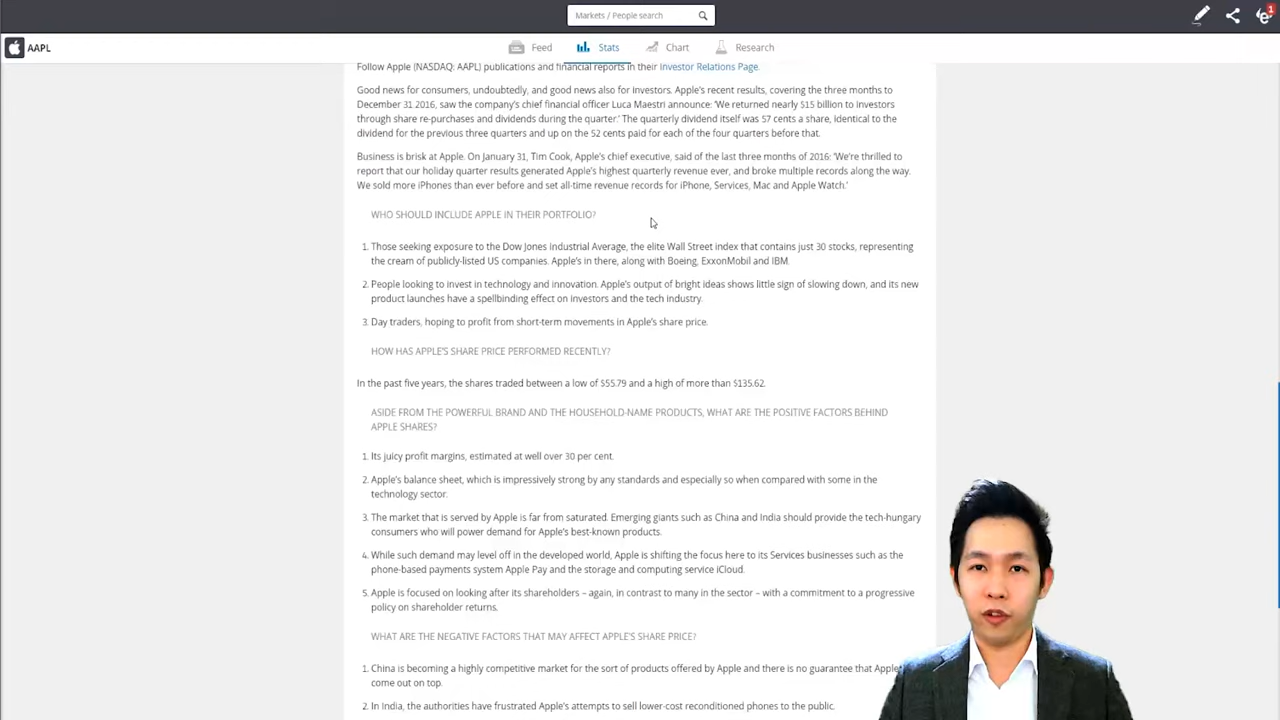 Markets / People search
1
AAPL
Feed
Stats
Chart
Research
Follow Apple (NASDAQ: AAPL) publications and financial reports in their Investor Relations Page.
Good news for consumers, undoubtedly, and good news also for investors. Apple's recent results, covering the three months to
December 31 2016, saw the company's chief financial officer Luca Maestri announce: 'We returned nearly $15 billion to investors
through share re-purchases and dividends during the quarter.' The quarterly dividend itself was 57 cents a share, identical to the
dividend for the previous three quarters and up on the 52 cents paid for each of the four quarters before that.
Business is brisk at Apple. On January 31, Tim Cook, Apple's chief executive, said of the last three months of 2016: 'We're thrilled to
report that our holiday quarter results generated Apple's highest quarterly revenue ever, and broke multiple records along the way.
We sold more iPhones than ever before and set all-time revenue records for iPhone, Services, Mac and Apple Watch.'
WHO SHOULD INCLUDE APPLE IN THEIR PORTFOLIO?
1. Those seeking exposure to the Dow Jones Industrial Average, the elite Wall Street index that contains just 30 stocks, representing
the cream of publicly-listed US companies. Apple's in there, along with Boeing, ExxonMobil and IBM.
2. People looking to invest in technology and innovation. Apple's output of bright ideas shows little sign of slowing down, and its new
product launches have a spellbinding effect on investors and the tech industry.
3. Day traders, hoping to profit from short-term movements in Apple's share price.
HOW HAS APPLE'S SHARE PRICE PERFORMED RECENTLY?
In the past five years, the shares traded between a low of $55.79 and a high of more than $135.62.
ASIDE FROM THE POWERFUL BRAND AND THE HOUSEHOLD-NAME PRODUCTS, WHAT ARE THE POSITIVE FACTORS BEHIND
APPLE SHARES?
1. Its juicy profit margins, estimated at well over 30 per cent.
2. Apple's balance sheet, which is impressively strong by any standards and especially so when compared with some in the
technology sector.
3. The market that is served by Apple is far from saturated. Emerging giants such as China and India should provide the tech-hungry
consumers who will power demand for Apple's best-known products.
4. While such demand may level off in the developed world, Apple is shifting the focus here to its Services businesses such as the
phone-based payments system Apple Pay and the storage and computing service iCloud.
5. Apple is focused on looking after its shareholders – again, in contrast to many in the sector – with a commitment to a progressive
policy on shareholder returns.
WHAT ARE THE NEGATIVE FACTORS THAT MAY AFFECT APPLE'S SHARE PRICE?
1. China is becoming a highly competitive market for the sort of products offered by Apple and there is no guarantee that Apple
come out on top.
2. In India, the authorities have frustrated Apple's attempts to sell lower-cost reconditioned phones to the public.